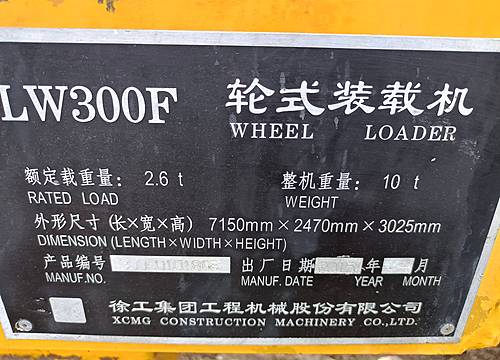 LW300F 轮式装载机
WHEEL LOADER
额定载重量: 2.6 t 整机重量: 10 t
RATED LOAD WEIGHT
外形尺寸 (长×宽×高) 7150mm×2470mm×3025mm
DIMENSION (LENGTH×WIDTH×HEIGHT)
产品编号 出厂日期 年 月
MANUF.NO. MANUF. DATE YEAR MONTH
徐工集团工程机械股份有限公司
XCMG CONSTRUCTION MACHINERY CO.,LTD.